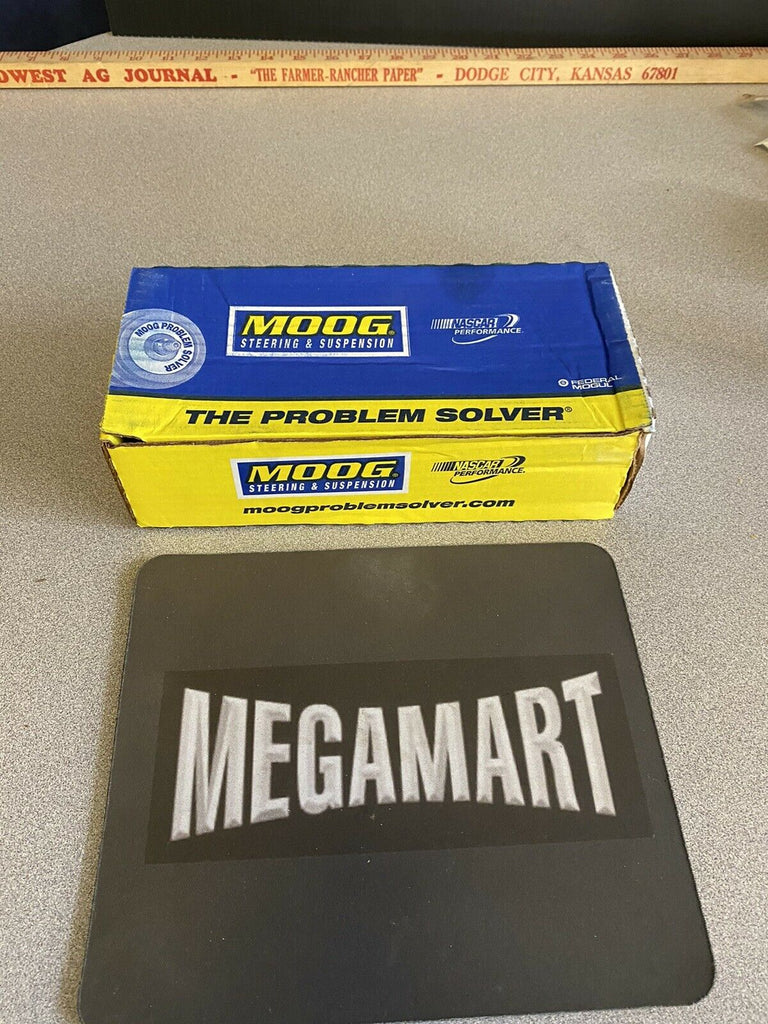 OWEST AG JOURNAL - "THE FARMER-RANCHER PAPER" - DODGE CITY, KANSAS 67801
MOOG PROBLEM SOLVER
MOOG®
STEERING & SUSPENSION
NASCAR
PERFORMANCE.
FEDERAL
MOGUL
THE PROBLEM SOLVER®
MOOG®
STEERING & SUSPENSION
NASCAR
PERFORMANCE.
moogproblemsolver.com
MEGAMART